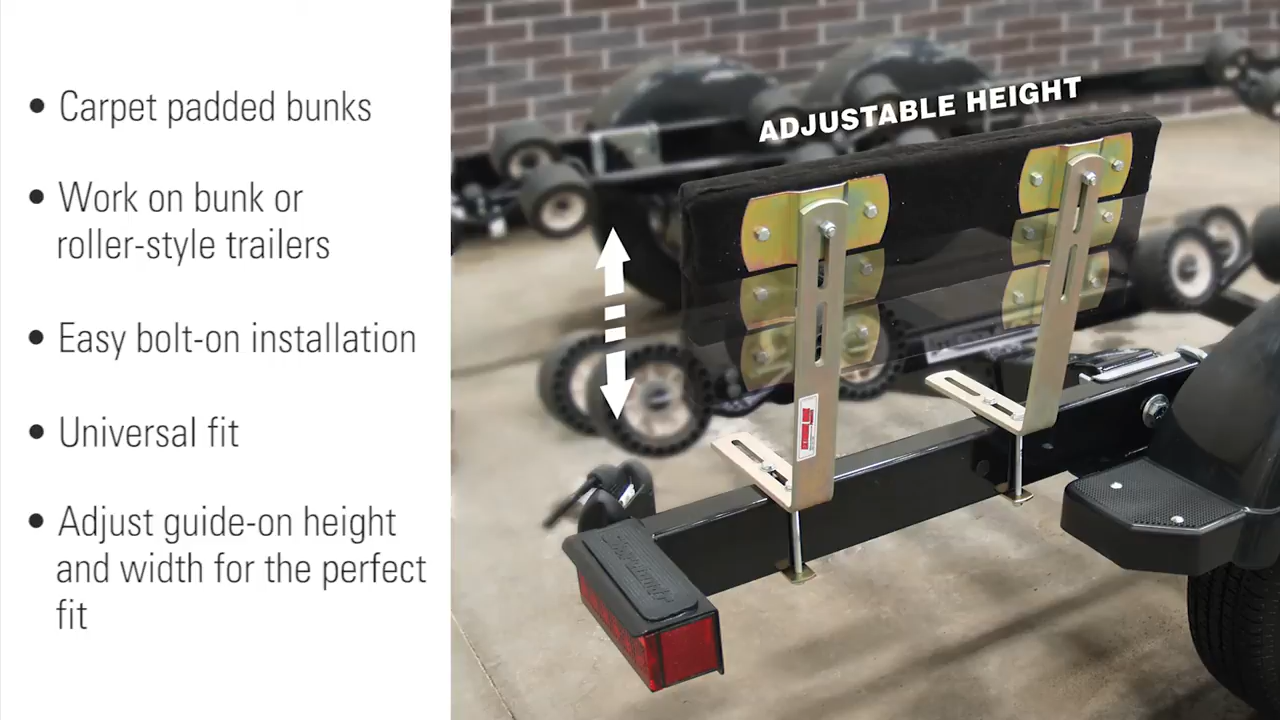 • Carpet padded bunks
• Work on bunk or
roller-style trailers
• Easy bolt-on installation
• Universal fit
• Adjust guide-on height
and width for the perfect
fit
ADJUSTABLE HEIGHT